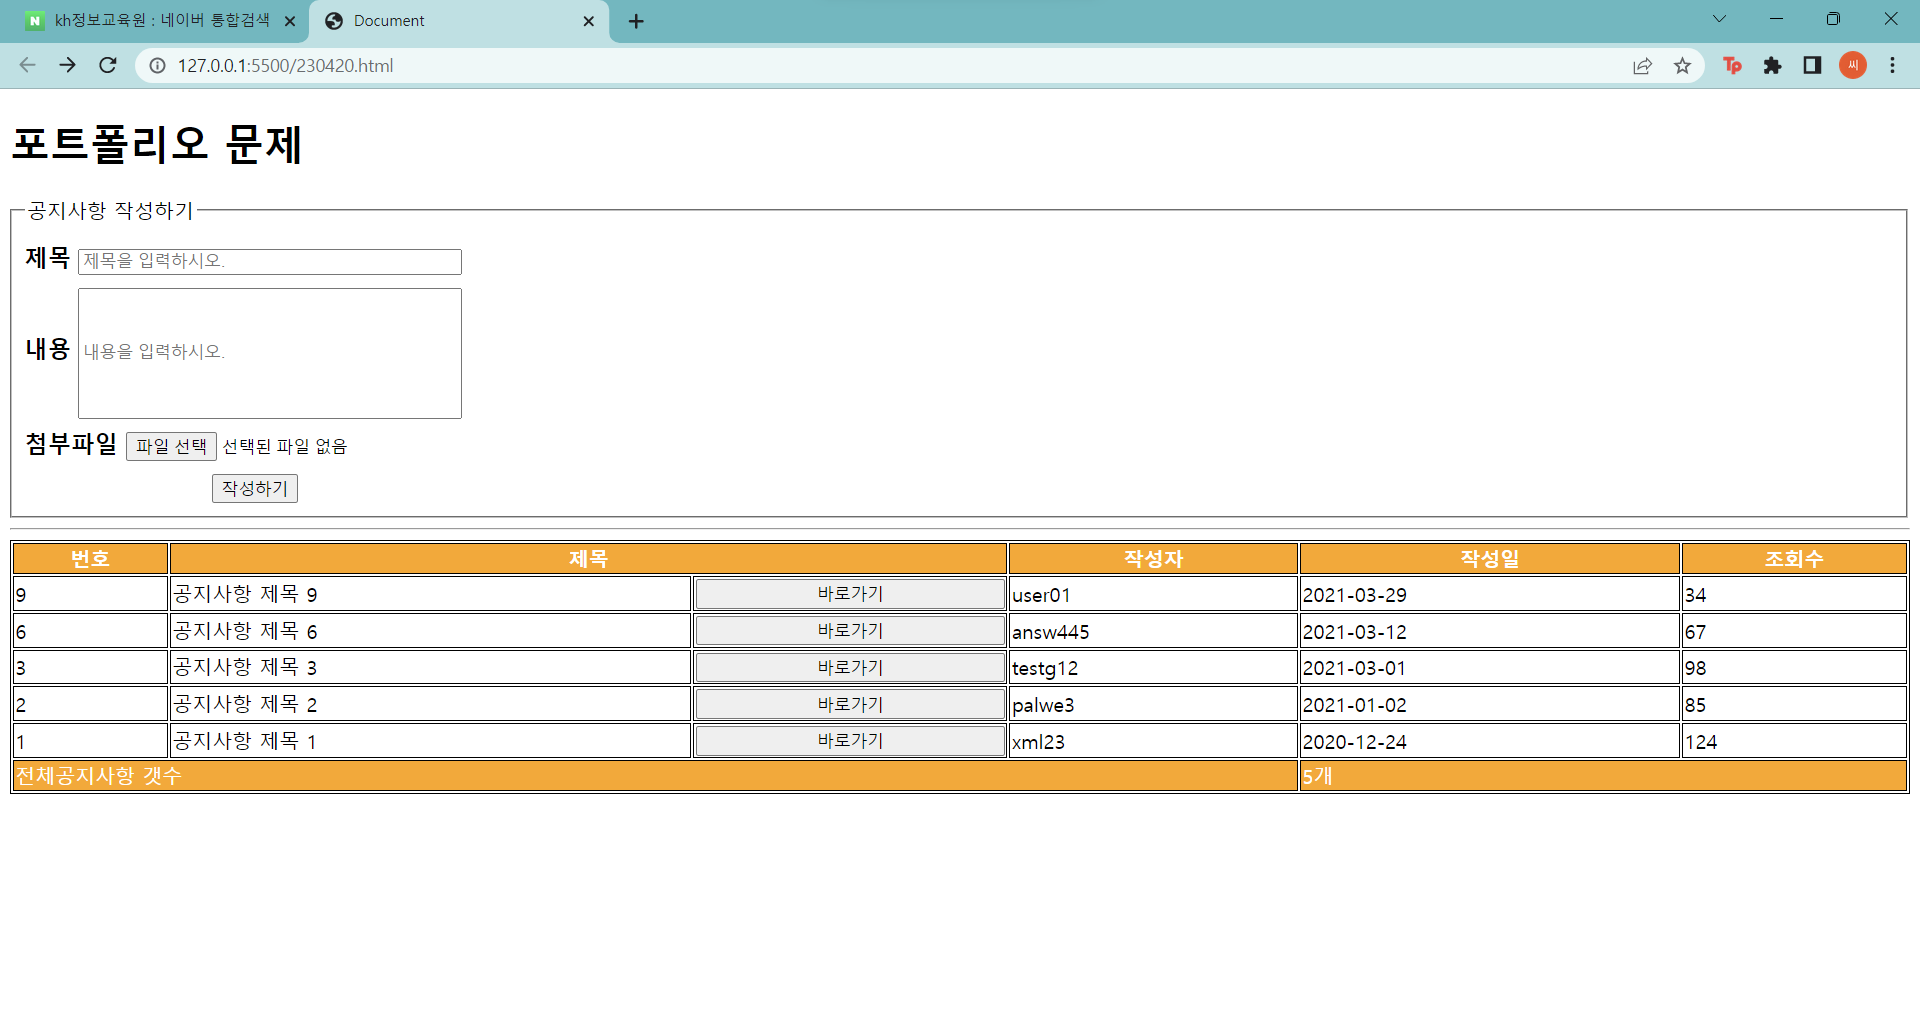 N kh정보교육원 : 네이버 통합검색
Document
127.0.0.1:5500/230420.html
Tp
씨
포트폴리오 문제
공지사항 작성하기
제목 제목을 입력하시오.
내용 내용을 입력하시오.
첨부파일 파일 선택 선택된 파일 없음
작성하기
번호 제목 작성자 작성일 조회수
9 공지사항 제목 9 바로가기 user01 2021-03-29 34
6 공지사항 제목 6 바로가기 answ445 2021-03-12 67
3 공지사항 제목 3 바로가기 testg12 2021-03-01 98
2 공지사항 제목 2 바로가기 palwe3 2021-01-02 85
1 공지사항 제목 1 바로가기 xml23 2020-12-24 124
전체공지사항 갯수 5개